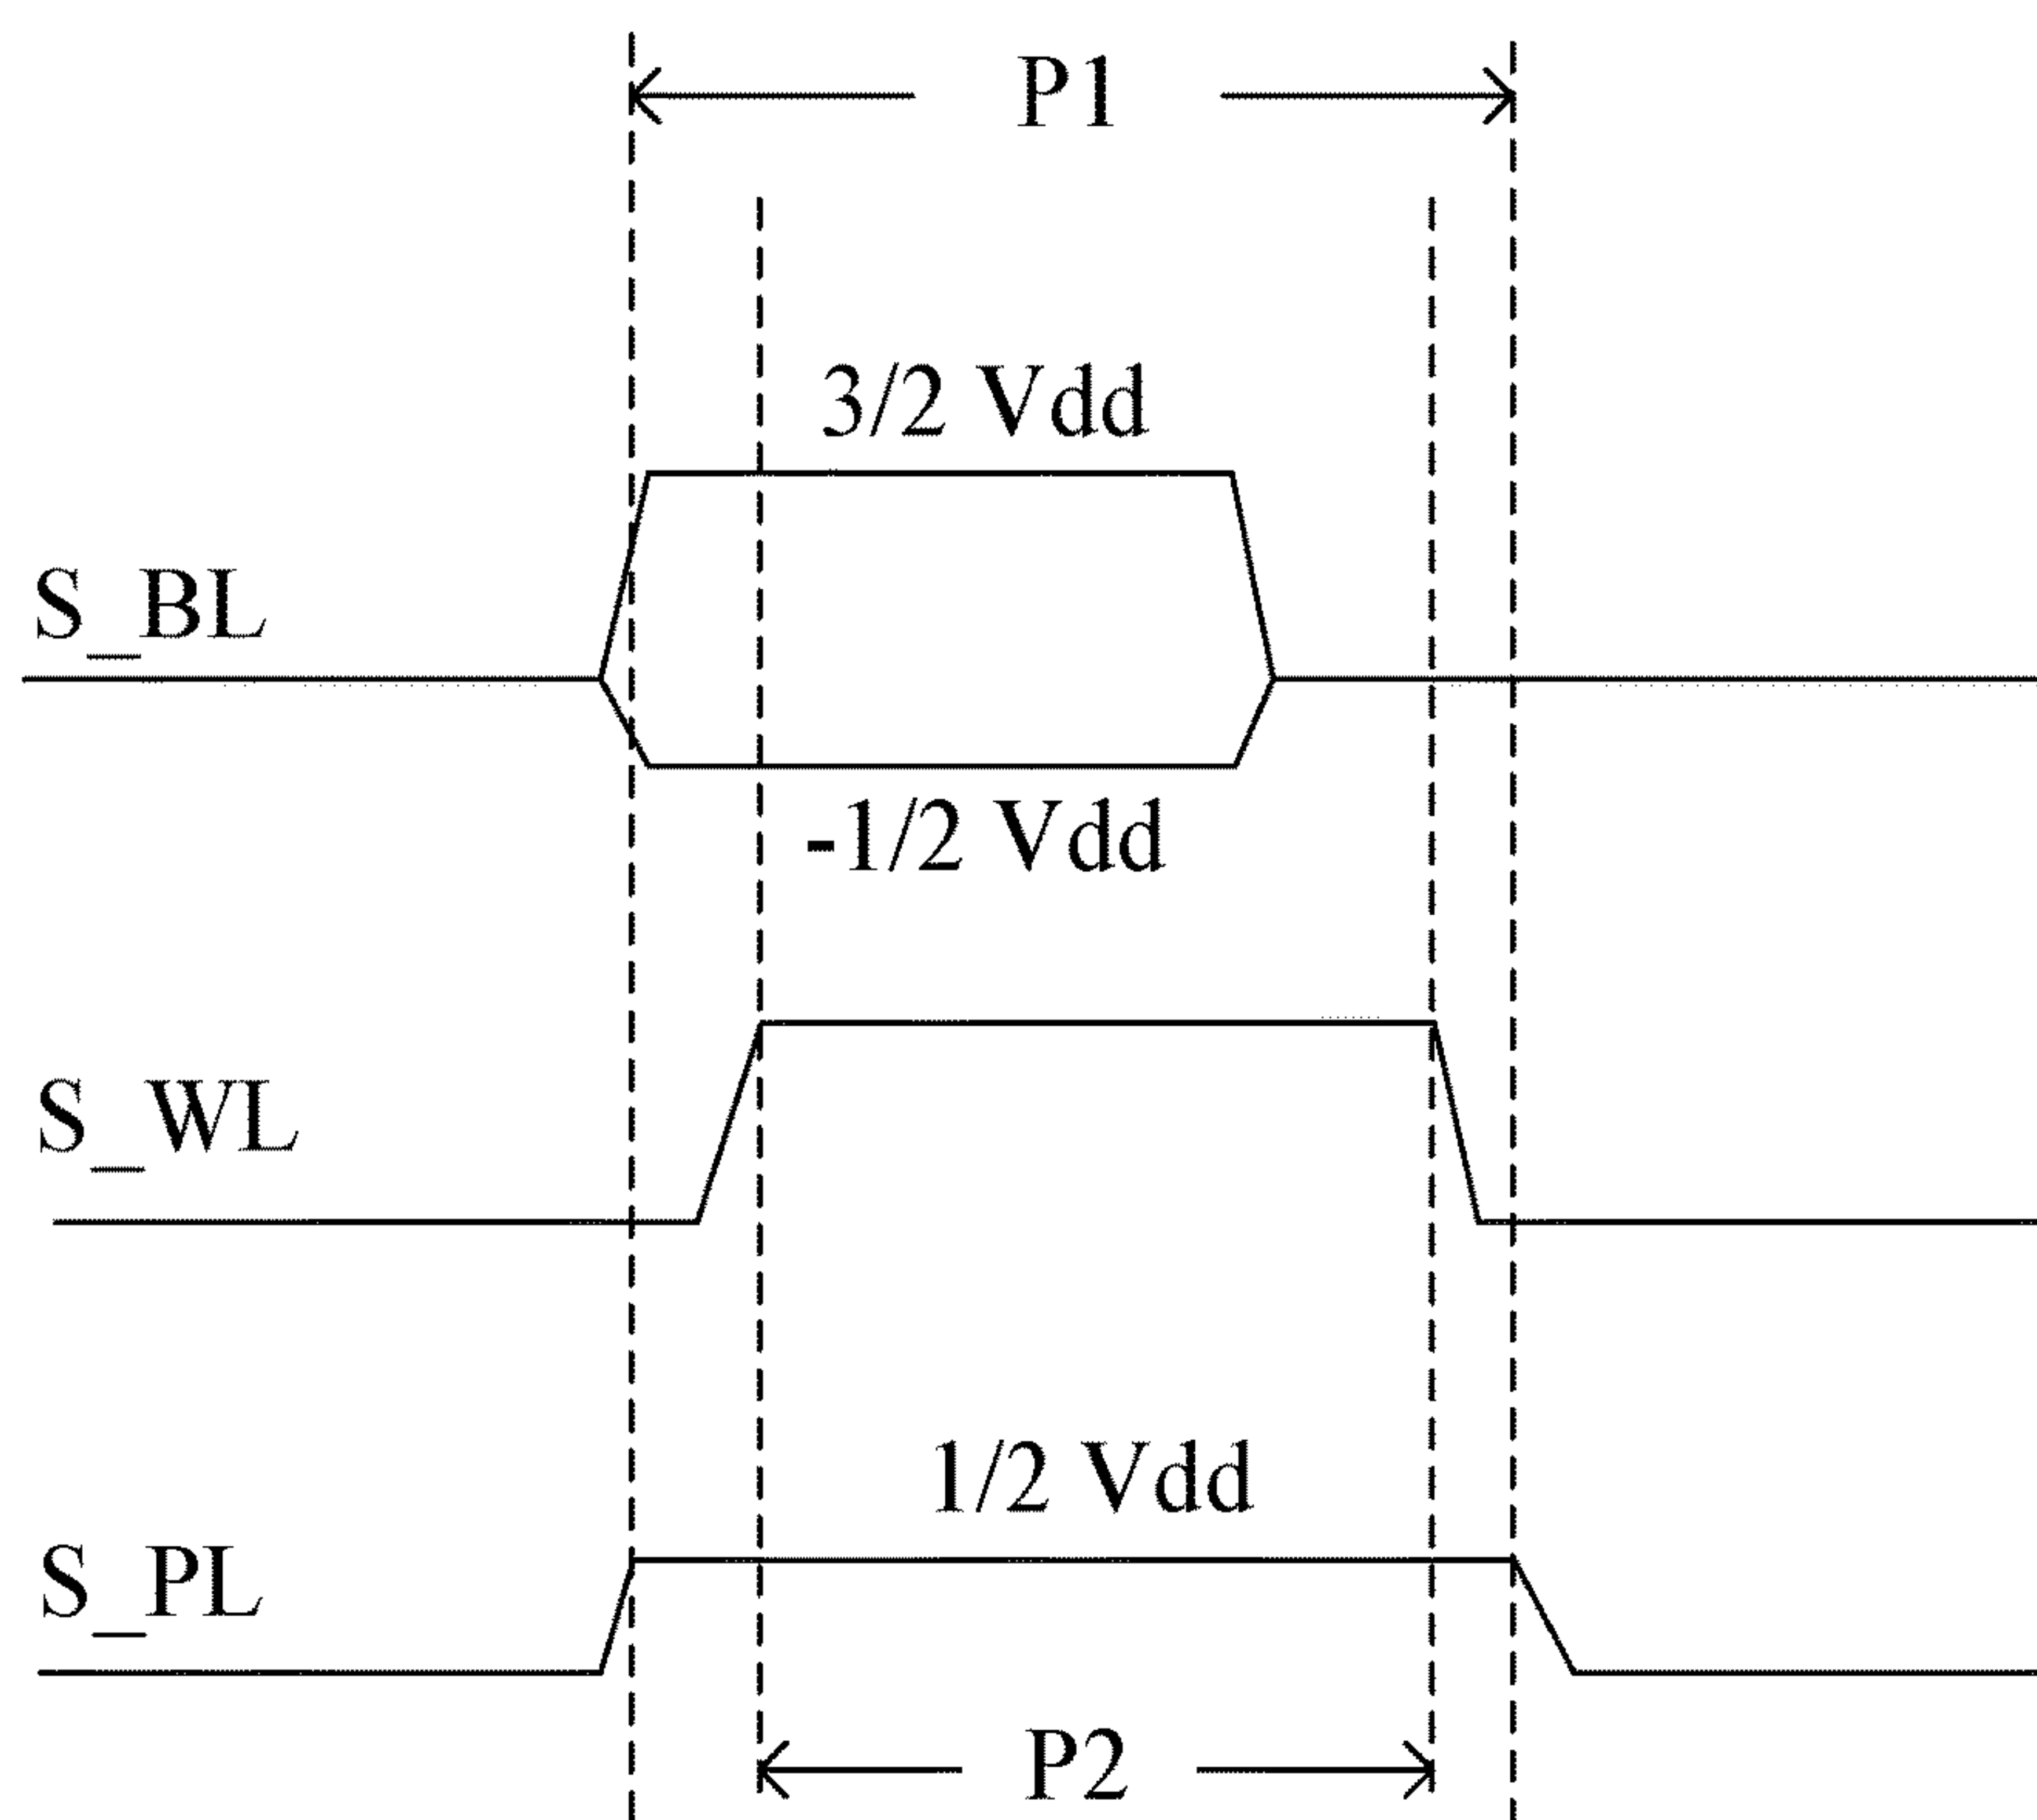 P1
3/2 Vdd
S_BL
-1/2 Vdd
S_WL
1/2 Vdd
S_PL
P2